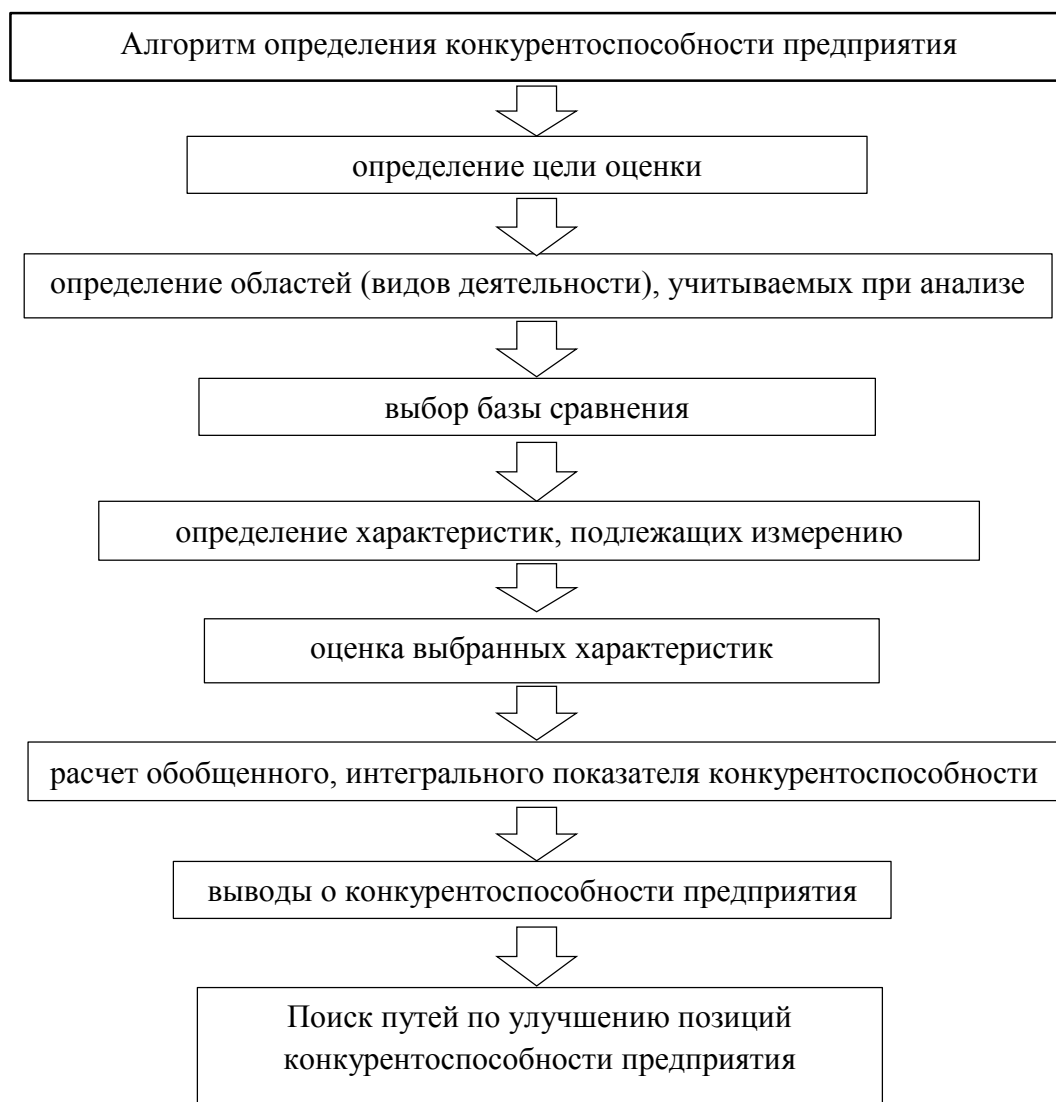 Алгоритм определения конкурентоспособности предприятия
определение цели оценки
определение областей (видов деятельности), учитываемых при анализе
выбор базы сравнения
определение характеристик, подлежащих измерению
оценка выбранных характеристик
расчет обобщенного, интегрального показателя конкурентоспособности
выводы о конкурентоспособности предприятия
Поиск путей по улучшению позиций
конкурентоспособности предприятия